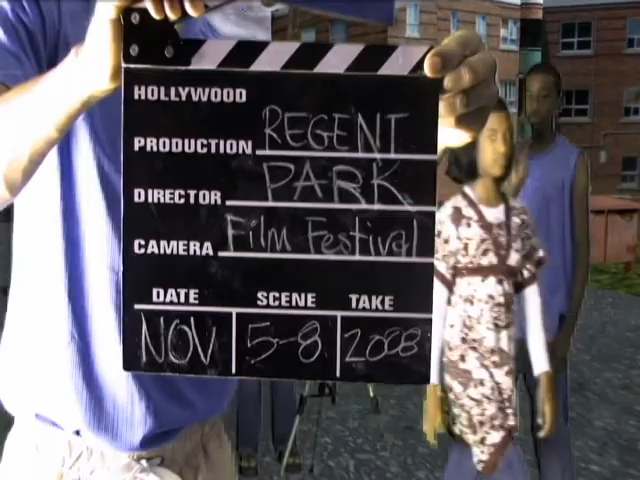 HOLLYWOOD
PRODUCTION REGENT
DIRECTOR PARK
CAMERA Film Festival
DATE SCENE TAKE
NOV 5-8 2008